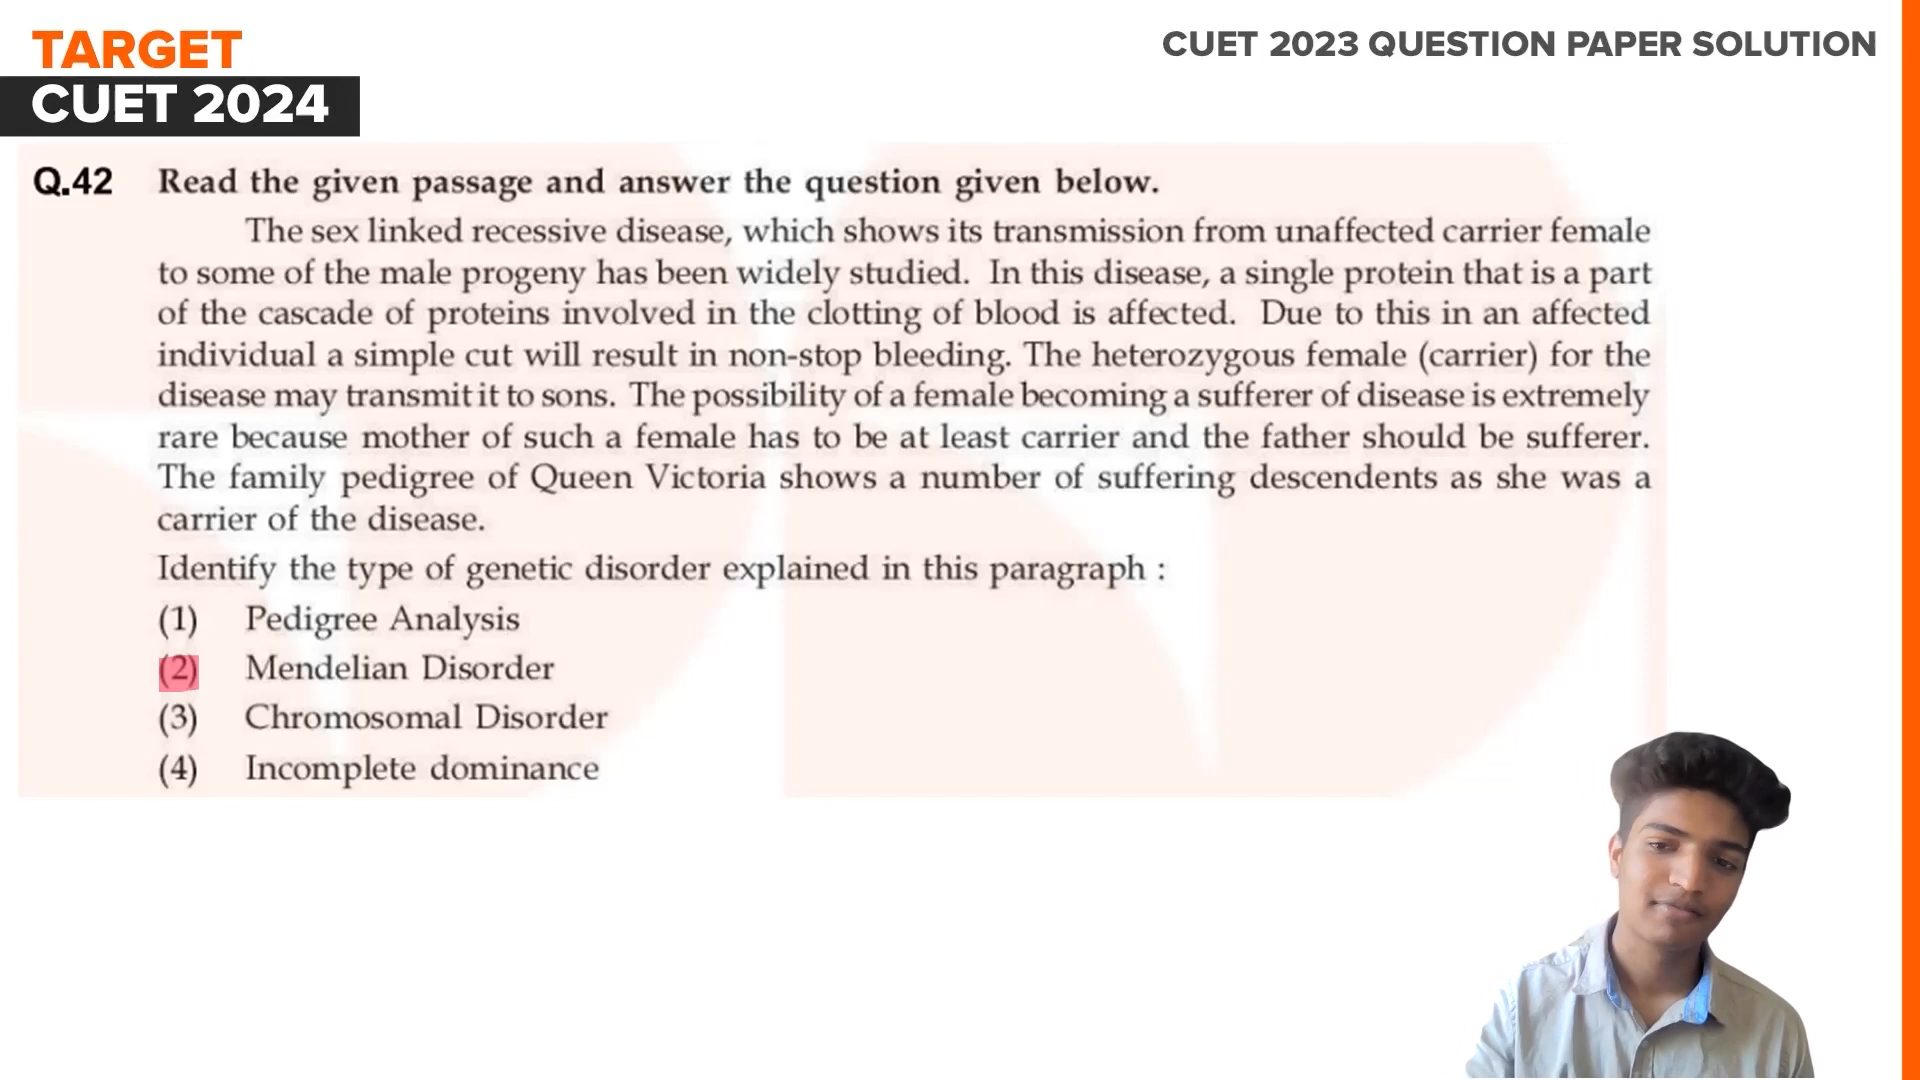 TARGET
CUET 2024
CUET 2023 QUESTION PAPER SOLUTION
Q.42 Read the given passage and answer the question given below.
The sex linked recessive disease, which shows its transmission from unaffected carrier female
to some of the male progeny has been widely studied. In this disease, a single protein that is a part
of the cascade of proteins involved in the clotting of blood is affected. Due to this in an affected
individual a simple cut will result in non-stop bleeding. The heterozygous female (carrier) for the
disease may transmit it to sons. The possibility of a female becoming a sufferer of disease is extremely
rare because mother of such a female has to be at least carrier and the father should be sufferer.
The family pedigree of Queen Victoria shows a number of suffering descendents as she was a
carrier of the disease.
Identify the type of genetic disorder explained in this paragraph :
(1) Pedigree Analysis
(2) Mendelian Disorder
(3) Chromosomal Disorder
(4) Incomplete dominance